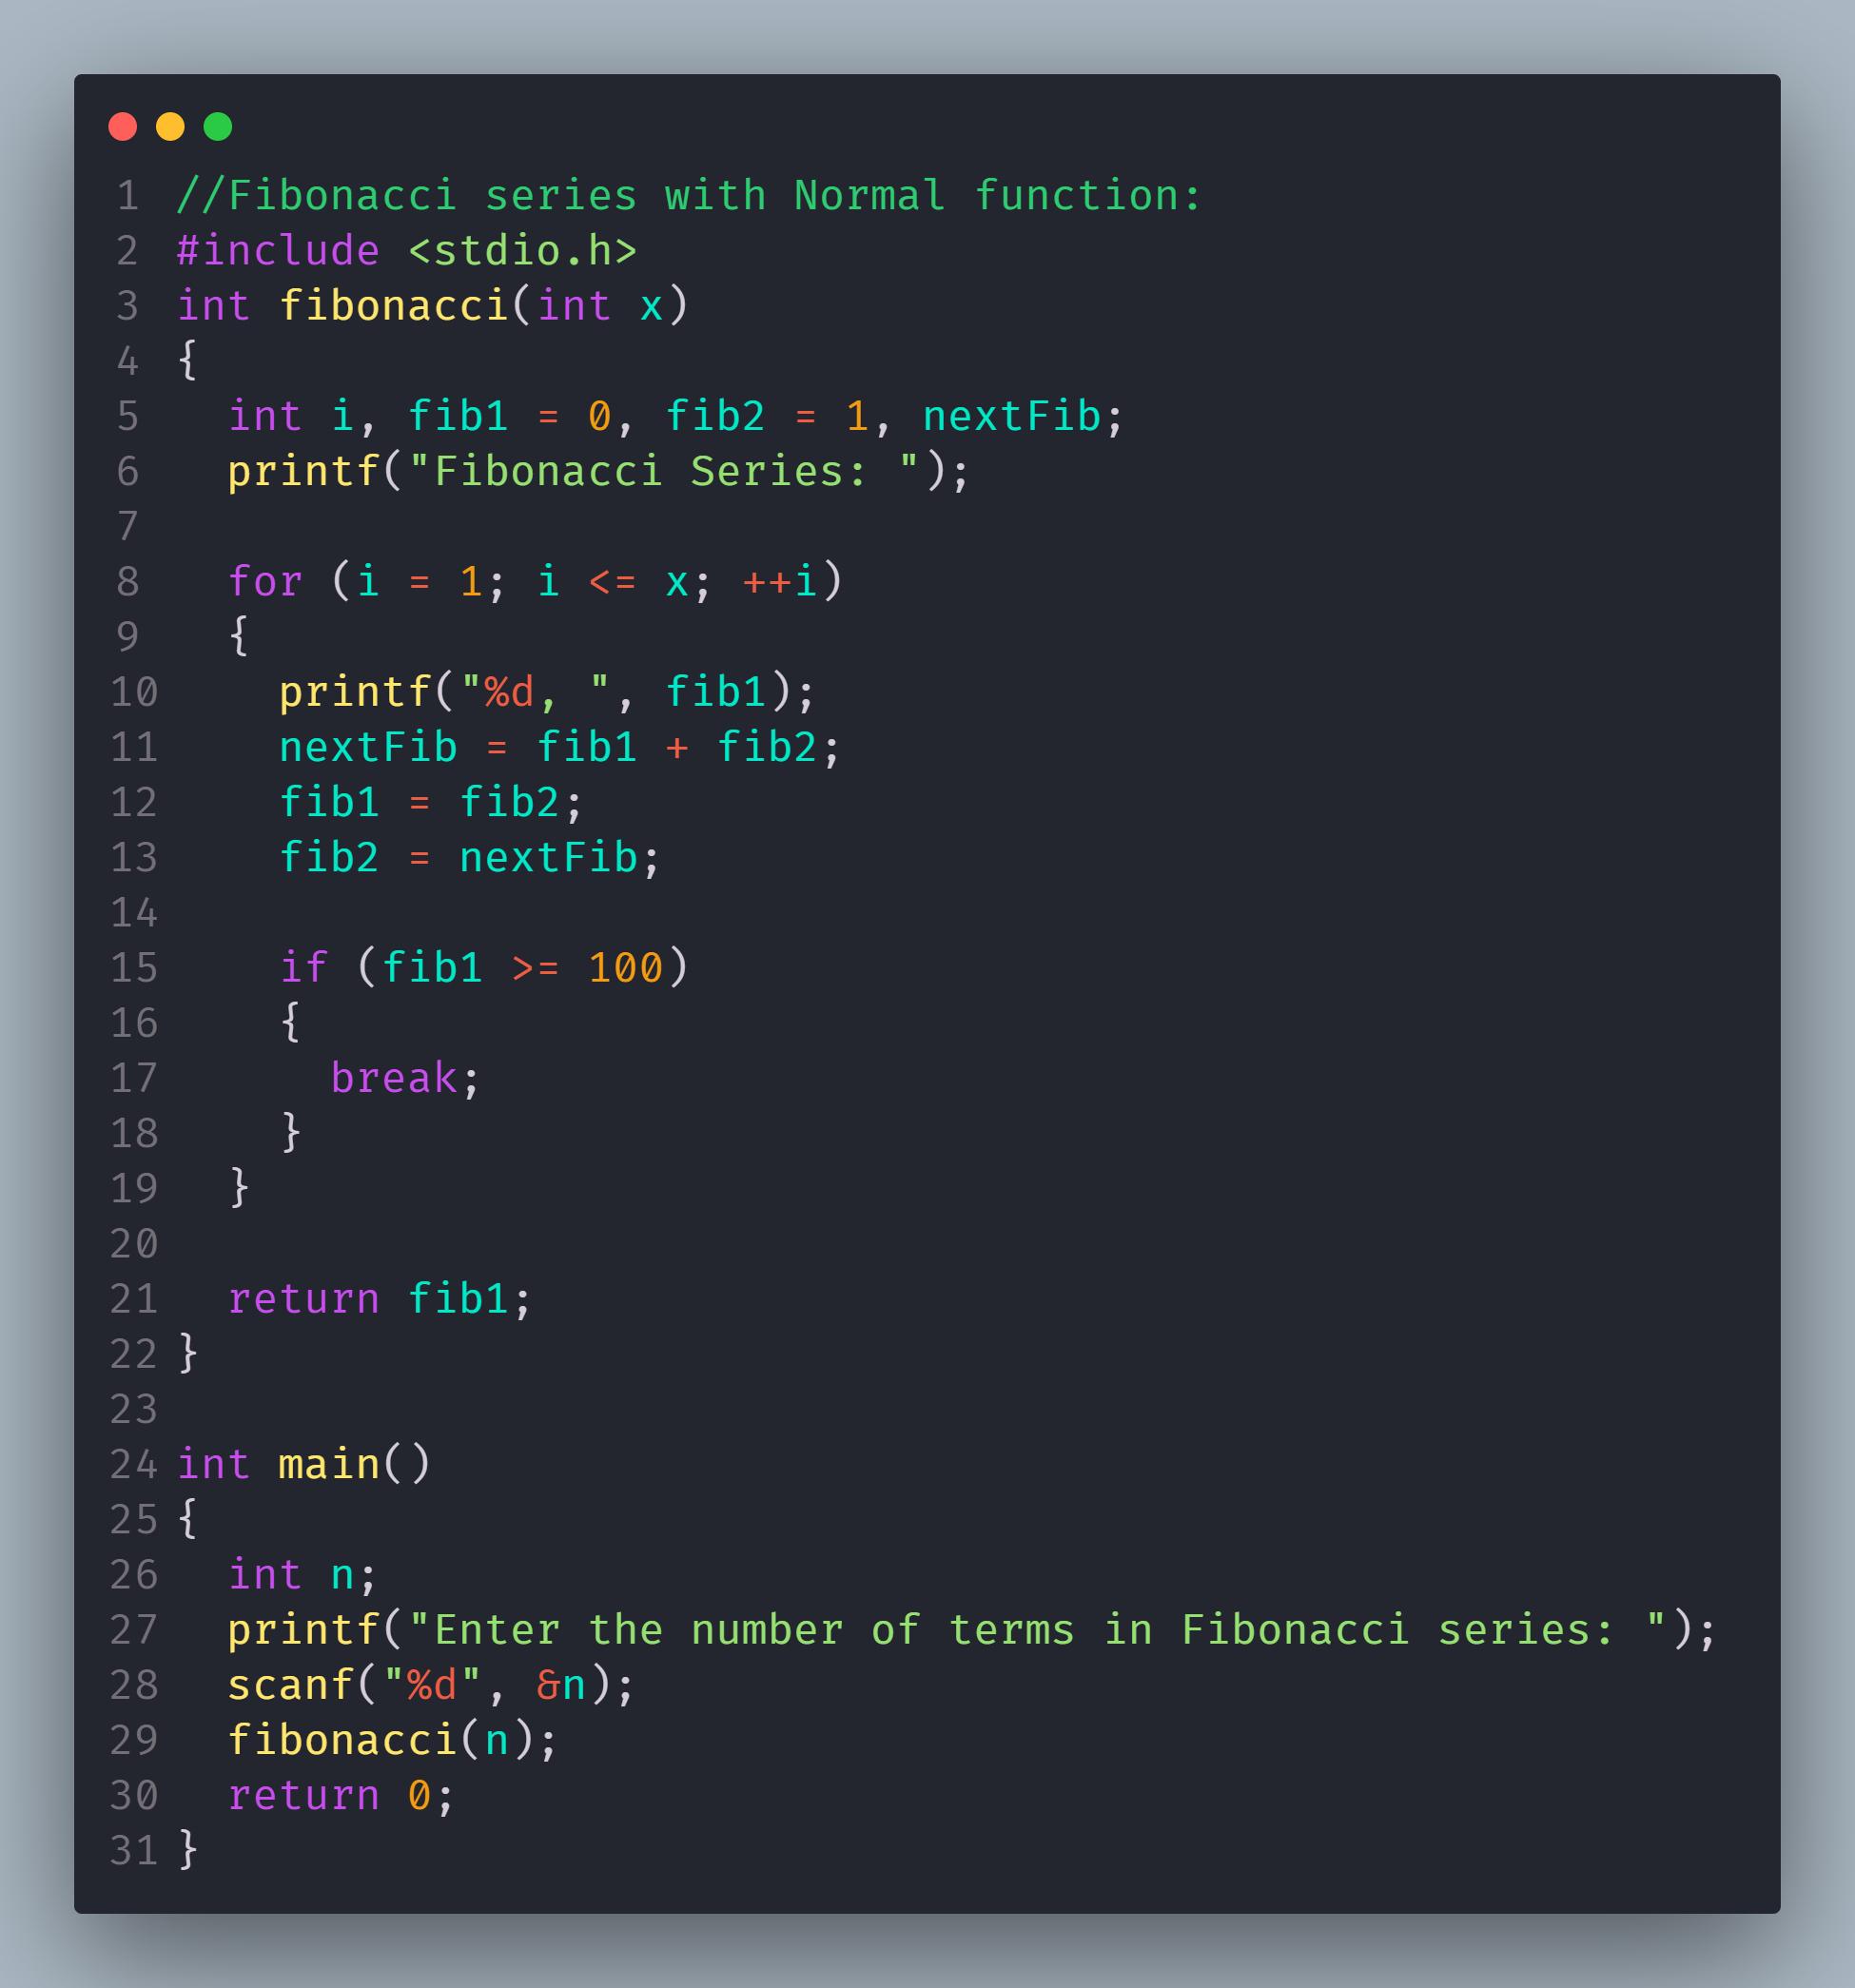 1 //Fibonacci series with Normal function:
2 #include <stdio.h>
3 int fibonacci(int x)
4 {
5   int i, fib1 = 0, fib2 = 1, nextFib;
6   printf("Fibonacci Series: ");
7
8   for (i = 1; i <= x; ++i)
9   {
10     printf("%d, ", fib1);
11     nextFib = fib1 + fib2;
12     fib1 = fib2;
13     fib2 = nextFib;
14
15     if (fib1 >= 100)
16     {
17       break;
18     }
19   }
20
21   return fib1;
22 }
23
24 int main()
25 {
26   int n;
27   printf("Enter the number of terms in Fibonacci series: ");
28   scanf("%d", &n);
29   fibonacci(n);
30   return 0;
31 }